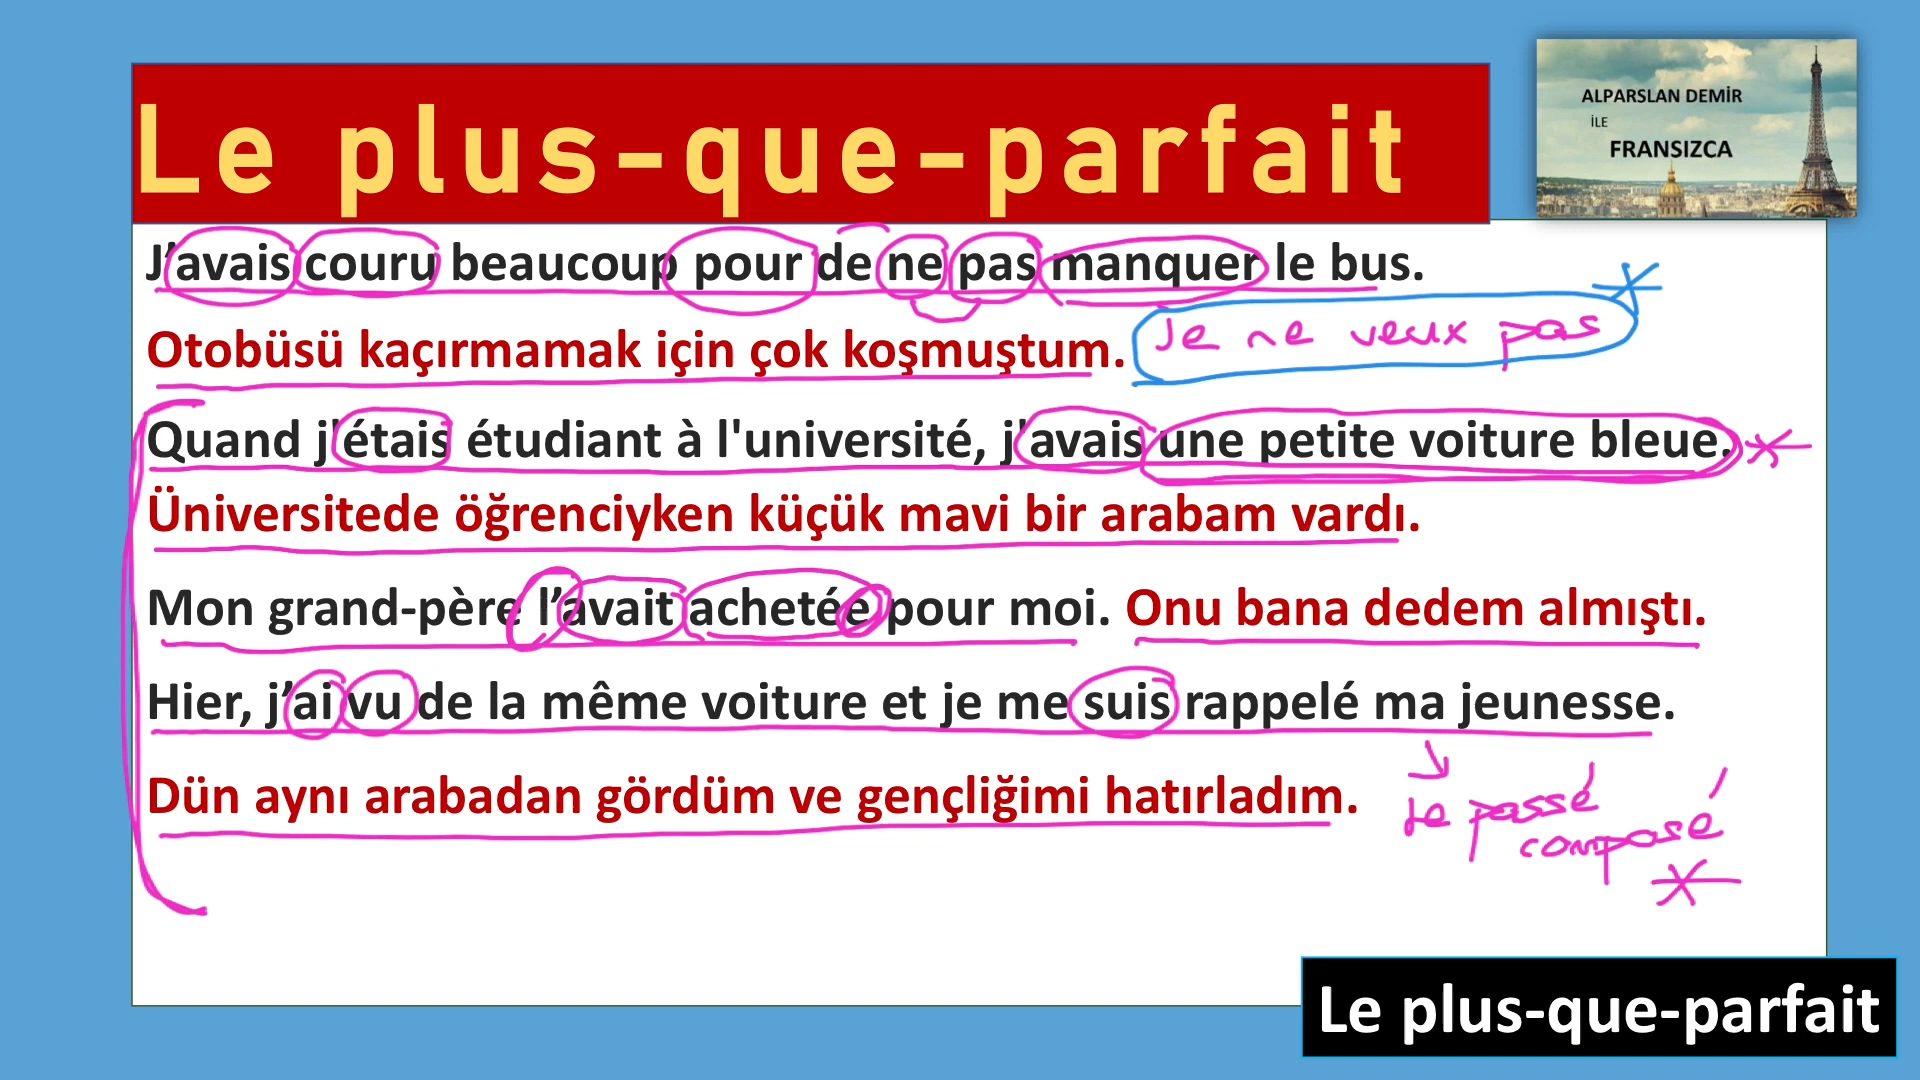 Le plus-que-parfait
ALPARSLAN DEMİR
İLE
FRANSIZCA
J'avais couru beaucoup pour de ne pas manquer le bus.
Otobüsü kaçırmamak için çok koşmuştum.
Je ne veux pas
Quand j'étais étudiant à l'université, j'avais une petite voiture bleue.
Üniversitede öğrenciyken küçük mavi bir arabam vardı.
Mon grand-père l’avait achetée pour moi. Onu bana dedem almıştı.
Hier, j’ai vu de la même voiture et je me suis rappelé ma jeunesse.
Dün aynı arabadan gördüm ve gençliğimi hatırladım.
Le passé
composé
Le plus-que-parfait